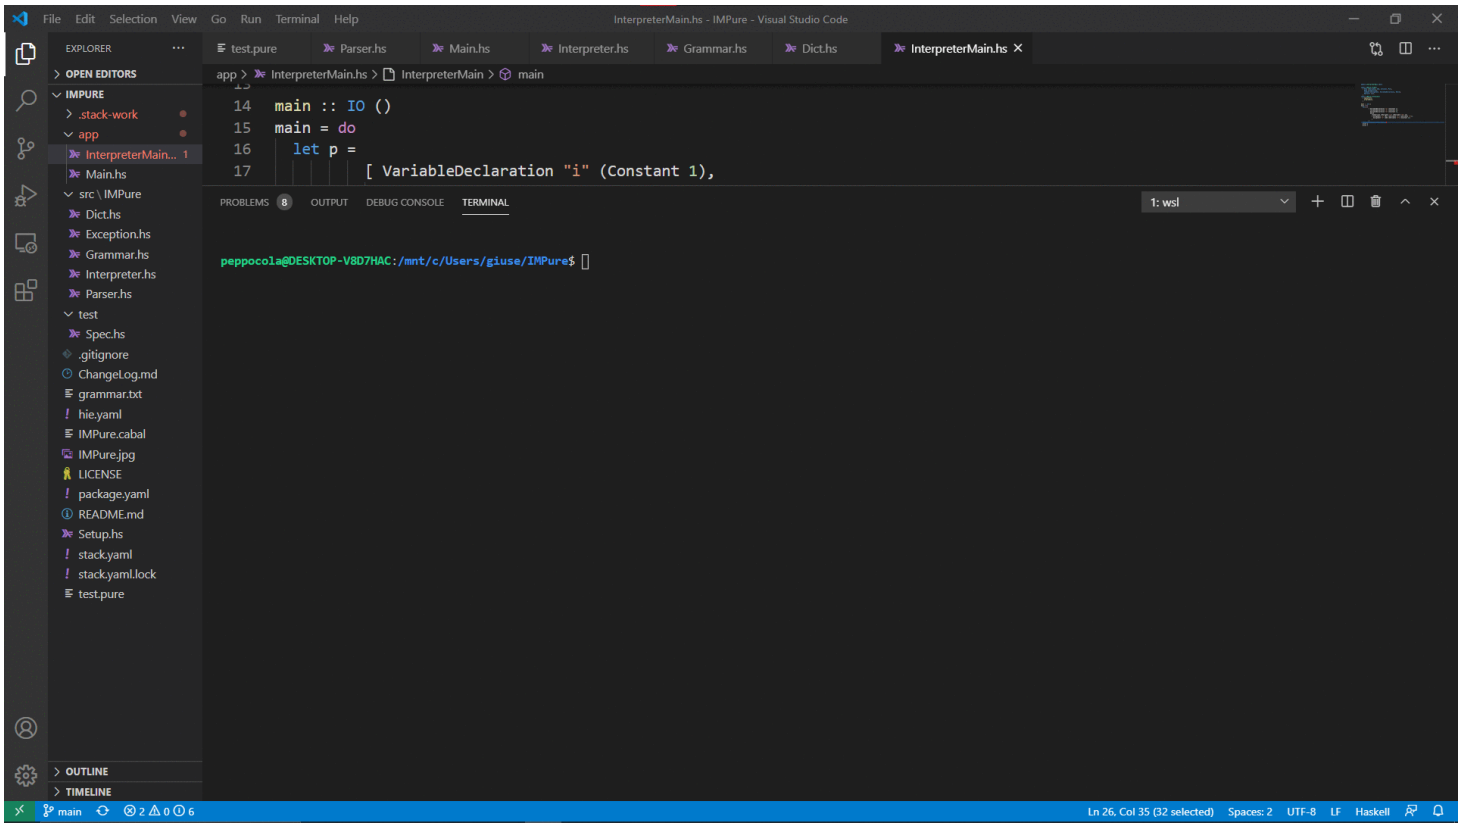 File Edit Selection View Go Run Terminal Help InterpreterMain.hs - IMPure - Visual Studio Code
EXPLORER
test.pure Parser.hs Main.hs Interpreter.hs Grammar.hs Dict.hs InterpreterMain.hs
OPEN EDITORS
IMPURE
.stack-work
app
InterpreterMain... 1
Main.hs
src \ IMPure
Dict.hs
Exception.hs
Grammar.hs
Interpreter.hs
Parser.hs
test
Spec.hs
.gitignore
ChangeLog.md
grammar.txt
hie.yaml
IMPure.cabal
IMPure.jpg
LICENSE
package.yaml
README.md
Setup.hs
stack.yaml
stack.yaml.lock
test.pure
OUTLINE
TIMELINE
app > InterpreterMain.hs > InterpreterMain > main
14 main :: IO ()
15 main = do
16 let p =
17 [ VariableDeclaration "i" (Constant 1),
PROBLEMS 8 OUTPUT DEBUG CONSOLE TERMINAL 1: wsl
peppocola@DESKTOP-V8D7HAC:/mnt/c/Users/giuse/IMPure$
main 2 0 6 Ln 26, Col 35 (32 selected) Spaces: 2 UTF-8 LF Haskell